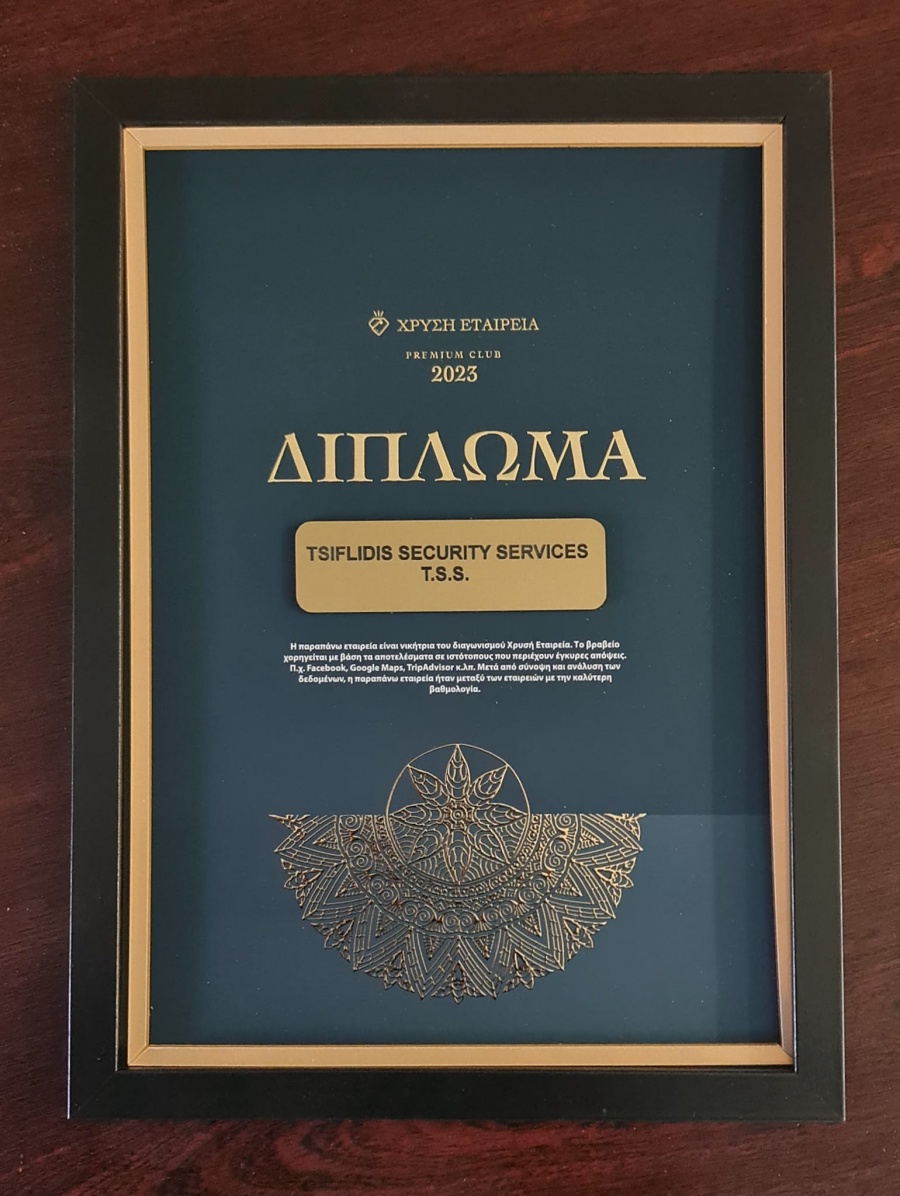 ΧΡΥΣΗ ΕΤΑΙΡΕΙΑ
PREMIUM CLUB
2023
ΔΙΠΛΩΜΑ
TSIFLIDIS SECURITY SERVICES
T.S.S.
Η παραπάνω εταιρεία είναι νικήτρια του διαγωνισμού Χρυσή Εταιρεία. Το βραβείο
χορηγείται με βάση τα αποτελέσματα σε ιστότοπους που περιέχουν έγκυρες απόψεις.
Π.χ. Facebook, Google Maps, TripAdvisor κ.λπ. Μετά από σύνοψη και ανάλυση των
δεδομένων, η παραπάνω εταιρεία ήταν μεταξύ των εταιρειών με την καλύτερη
βαθμολογία.